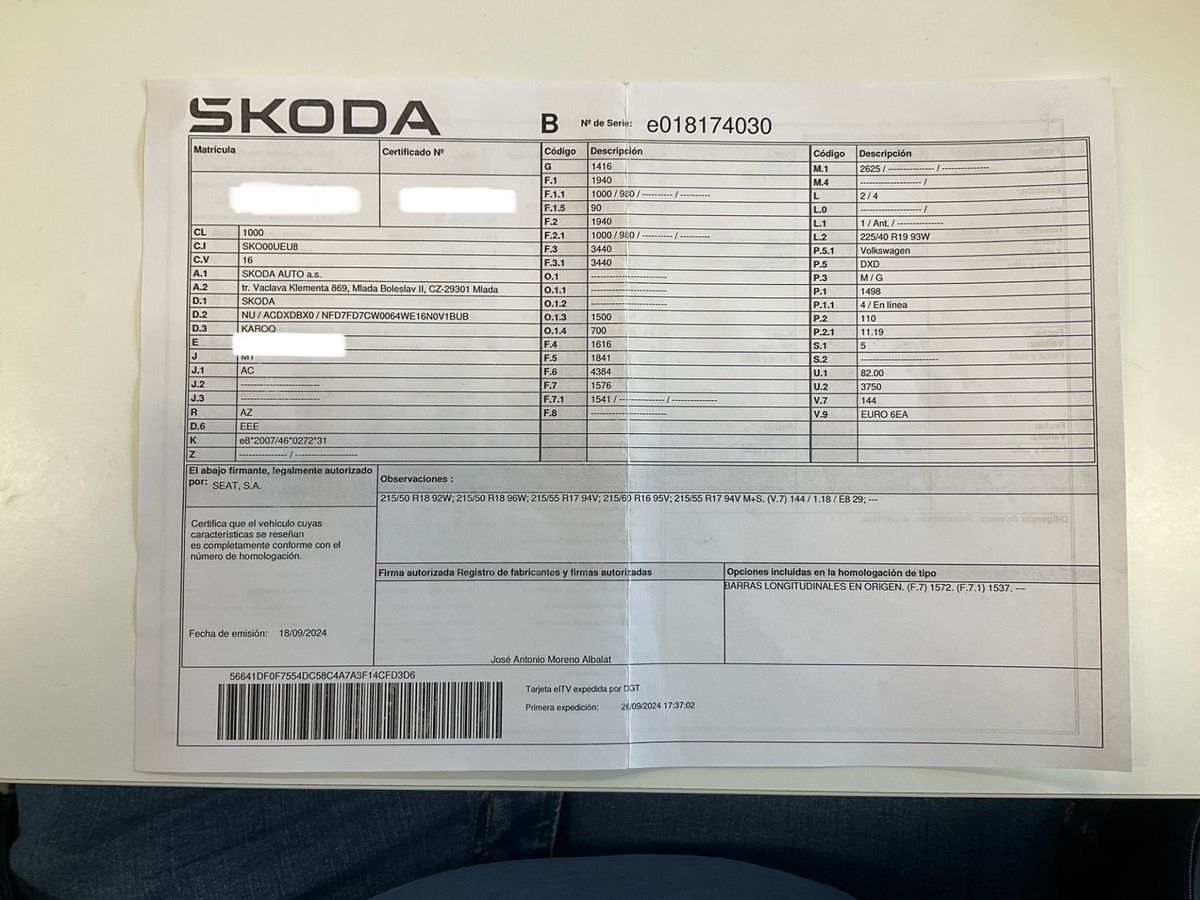 SKODA
B Nº de Serie: e018174030
Matrícula
Certificado Nº
CL 1000
C.I SKO00UEU8
C.V 16
A.1 SKODA AUTO a.s.
A.2 tr. Vaclava Klementa 869, Mlada Boleslav II, CZ-29301 Mlada
D.1 SKODA
D.2 NU / ACDXDBX0 / NFD7FD7CW0064WE16N0V1BUB
D.3 KAROQ
E
J M1
J.1 AC
J.2 ----------------------
J.3 ----------------------
R AZ
D.6 EEE
K e8*2007/46*0272*31
Z ------------- / -----------------
Código Descripción
G 1416
F.1 1940
F.1.1 1000 / 980 / ---------- / ----------
F.1.5 90
F.2 1940
F.2.1 1000 / 980 / ---------- / ----------
F.3 3440
F.3.1 3440
O.1 ----------------------
O.1.1 ----------------------
O.1.2 ----------------------
O.1.3 1500
O.1.4 700
F.4 1616
F.5 1841
F.6 4384
F.7 1576
F.7.1 1541 / ------------- / -------------
F.8 ----------------------
Código Descripción
M.1 2625 / ------------- / -------------
M.4 ----------------- /
L 2 / 4
L.0 ----------------- /
L.1 1 / Ant. / -------------
L.2 225/40 R19 93W
P.5.1 Volkswagen
P.5 DXD
P.3 M / G
P.1 1498
P.1.1 4 / En línea
P.2 110
P.2.1 11.19
S.1 5
S.2 ----------------------
U.1 82.00
U.2 3750
V.7 144
V.9 EURO 6EA
El abajo firmante, legalmente autorizado
por: SEAT, S.A.
Certifica que el vehículo cuyas
características se reseñan
es completamente conforme con el
número de homologación.
Fecha de emisión: 18/09/2024
Observaciones :
215/50 R18 92W; 215/50 R18 96W; 215/55 R17 94V; 215/60 R16 95V; 215/55 R17 94V M+S. (V.7) 144 / 1.18 / E8 29; ---
Firma autorizada Registro de fabricantes y firmas autorizadas
José Antonio Moreno Albalat
Opciones incluidas en la homologación de tipo
BARRAS LONGITUDINALES EN ORIGEN. (F.7) 1572. (F.7.1) 1537. ---
56641DF0F7554DC58C4A7A3F14CFD3D6
Tarjeta eITV expedida por DGT
Primera expedición: 26/09/2024 17:37:02